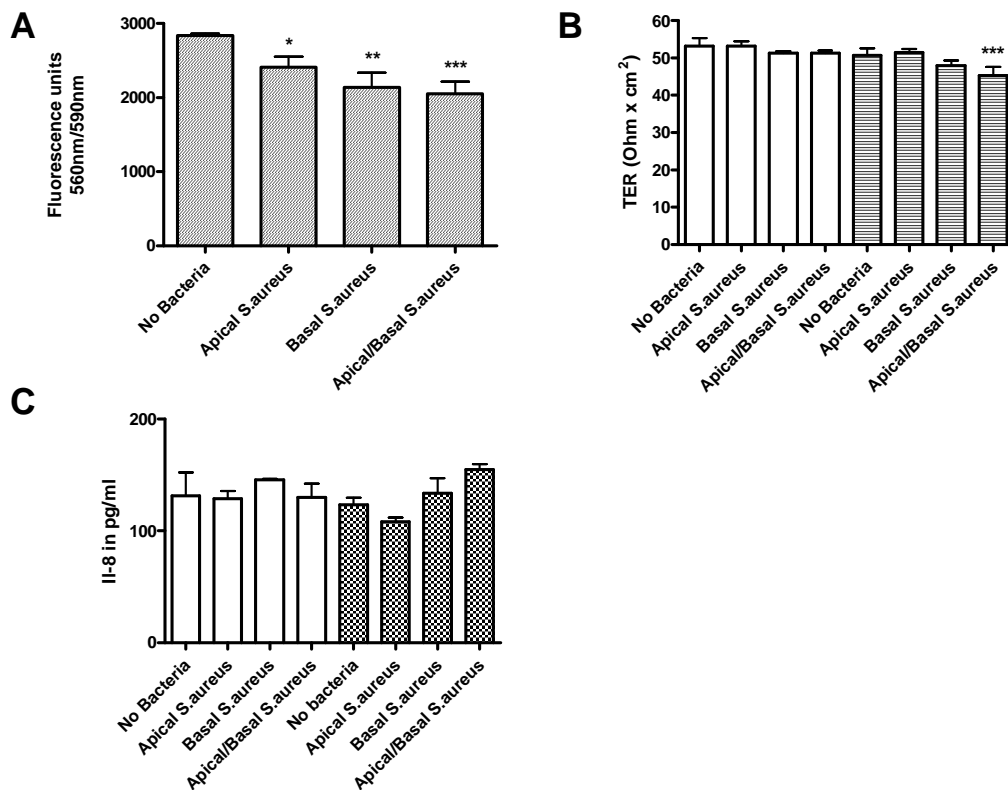 A
Fluorescence units
560nm/590nm
3000
2000
1000
0
*
**
***
No Bacteria
Apical S.aureus
Basal S.aureus
Apical/Basal S.aureus
B
TER (Ohm x cm²)
60
50
40
30
20
10
0
***
No Bacteria
Apical S.aureus
Basal S.aureus
Apical/Basal S.aureus
No Bacteria
Apical S.aureus
Basal S.aureus
Apical/Basal S.aureus
C
Il-8 in pg/ml
200
100
0
No Bacteria
Apical S.aureus
Basal S.aureus
Apical/Basal S.aureus
No bacteria
Apical S.aureus
Basal S.aureus
Apical/Basal S.aureus